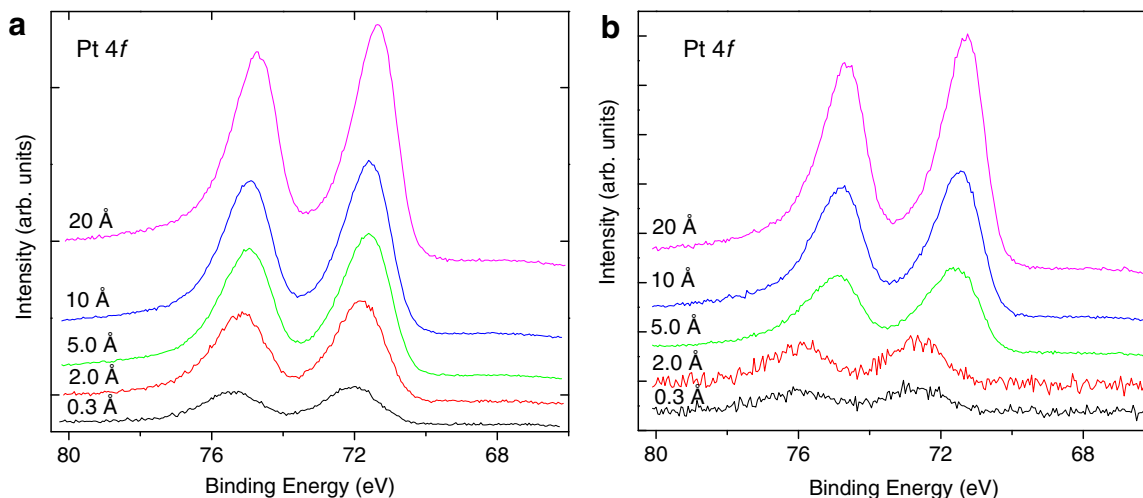 a
Pt 4f
20 Å
10 Å
5.0 Å
2.0 Å
0.3 Å
80 76 72 68
Binding Energy (eV)
Intensity (arb. units)
b
Pt 4f
20 Å
10 Å
5.0 Å
2.0 Å
0.3 Å
80 76 72 68
Binding Energy (eV)
Intensity (arb. units)